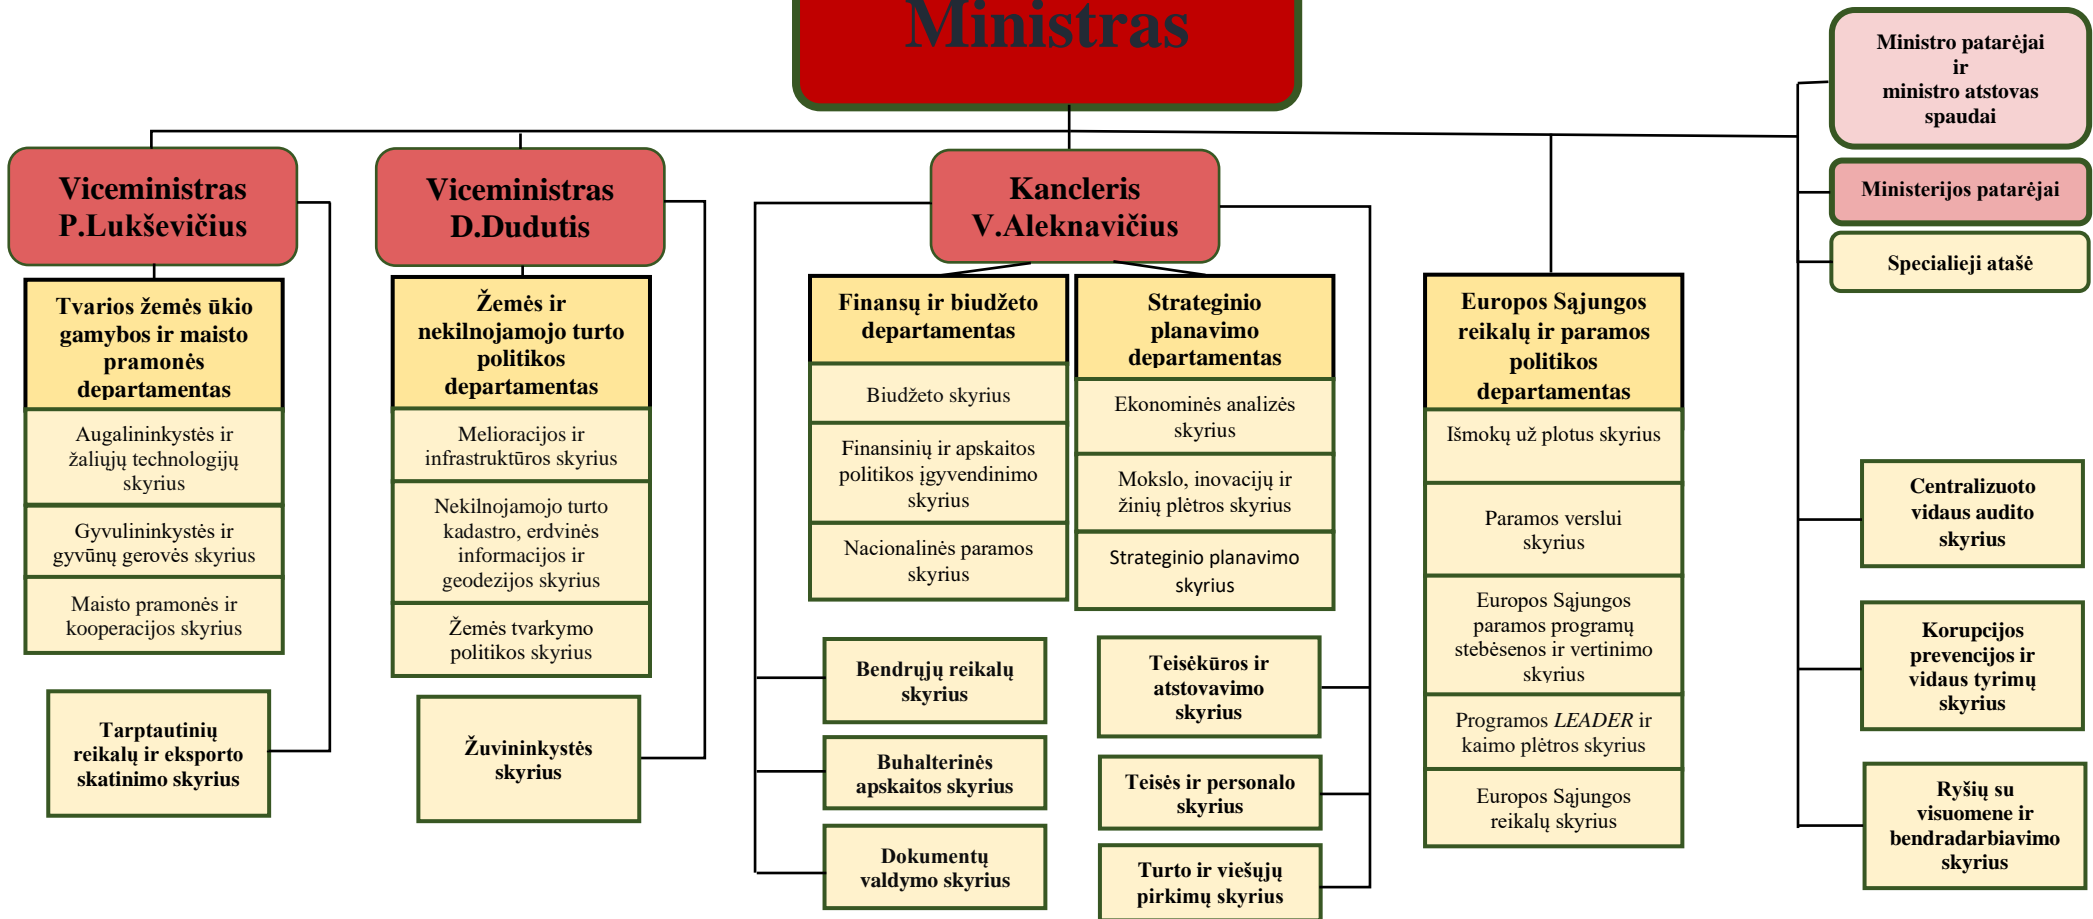 Ministras
Ministro patarėjai
ir
ministro atstovas
spaudai
Ministerijos patarėjai
Specialieji atašė
Viceministras
P.Lukševičius
Viceministras
D.Dudutis
Kancleris
V.Aleknavičius
Tvarios žemės ūkio
gamybos ir maisto
pramonės
departamentas
Augalininkystės ir
žaliųjų technologijų
skyrius
Gyvulininkystės ir
gyvūnų gerovės skyrius
Maisto pramonės ir
kooperacijos skyrius
Tarptautinių
reikalų ir eksporto
skatinimo skyrius
Žemės ir
nekilnojamojo turto
politikos
departamentas
Melioracijos ir
infrastruktūros skyrius
Nekilnojamojo turto
kadastro, erdvinės
informacijos ir
geodezijos skyrius
Žemės tvarkymo
politikos skyrius
Žuvininkystės
skyrius
Finansų ir biudžeto
departamentas
Biudžeto skyrius
Finansinių ir apskaitos
politikos įgyvendinimo
skyrius
Nacionalinės paramos
skyrius
Strateginio
planavimo
departamentas
Ekonominės analizės
skyrius
Mokslo, inovacijų ir
žinių plėtros skyrius
Strateginio planavimo
skyrius
Bendrųjų reikalų
skyrius
Buhalterinės
apskaitos skyrius
Dokumentų
valdymo skyrius
Teisėkūros ir
atstovavimo
skyrius
Teisės ir personalo
skyrius
Turto ir viešųjų
pirkimų skyrius
Europos Sąjungos
reikalų ir paramos
politikos
departamentas
Išmokų už plotus skyrius
Paramos verslui
skyrius
Europos Sąjungos
paramos programų
stebėsenos ir vertinimo
skyrius
Programos LEADER ir
kaimo plėtros skyrius
Europos Sąjungos
reikalų skyrius
Centralizuoto
vidaus audito
skyrius
Korupcijos
prevencijos ir
vidaus tyrimų
skyrius
Ryšių su
visuomene ir
bendradarbiavimo
skyrius